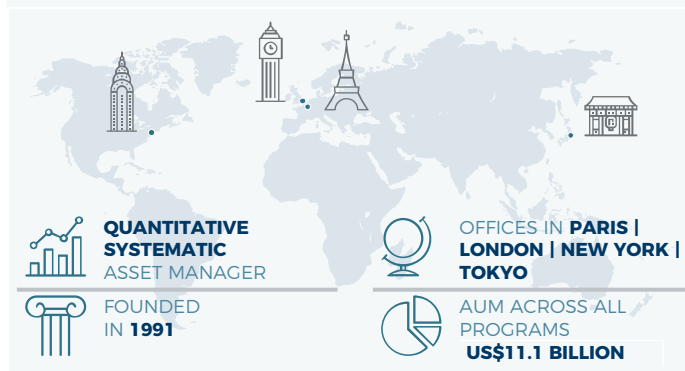 QUANTITATIVE
SYSTEMATIC
ASSET MANAGER
OFFICES IN PARIS |
LONDON | NEW YORK |
TOKYO
FOUNDED
IN 1991
AUM ACROSS ALL
PROGRAMS
US$11.1 BILLION